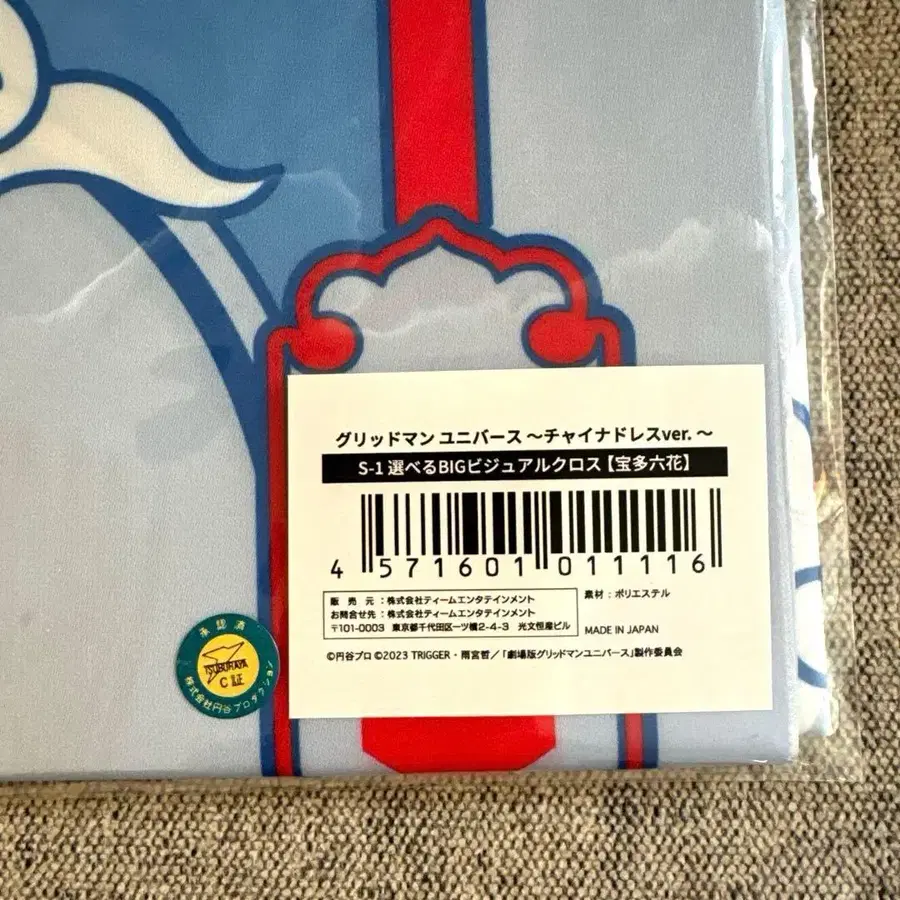 グリッドマン ユニバース ～チャイナドレスver.～
S-1 選べるBIGビジュアルクロス【宝多六花】
4 571601 011116
販 売 元 : 株式会社ティームエンタテインメント
お問合せ先 : 株式会社ティームエンタテインメント
〒101-0003 東京都千代田区一ツ橋2-4-3 光文恒産ビル
素材 : ポリエステル
MADE IN JAPAN
©円谷プロ ©2023 TRIGGER・雨宮哲／「劇場版グリッドマンユニバース」製作委員会
承認済
TSUBURAYA
株式会社円谷プロダクション